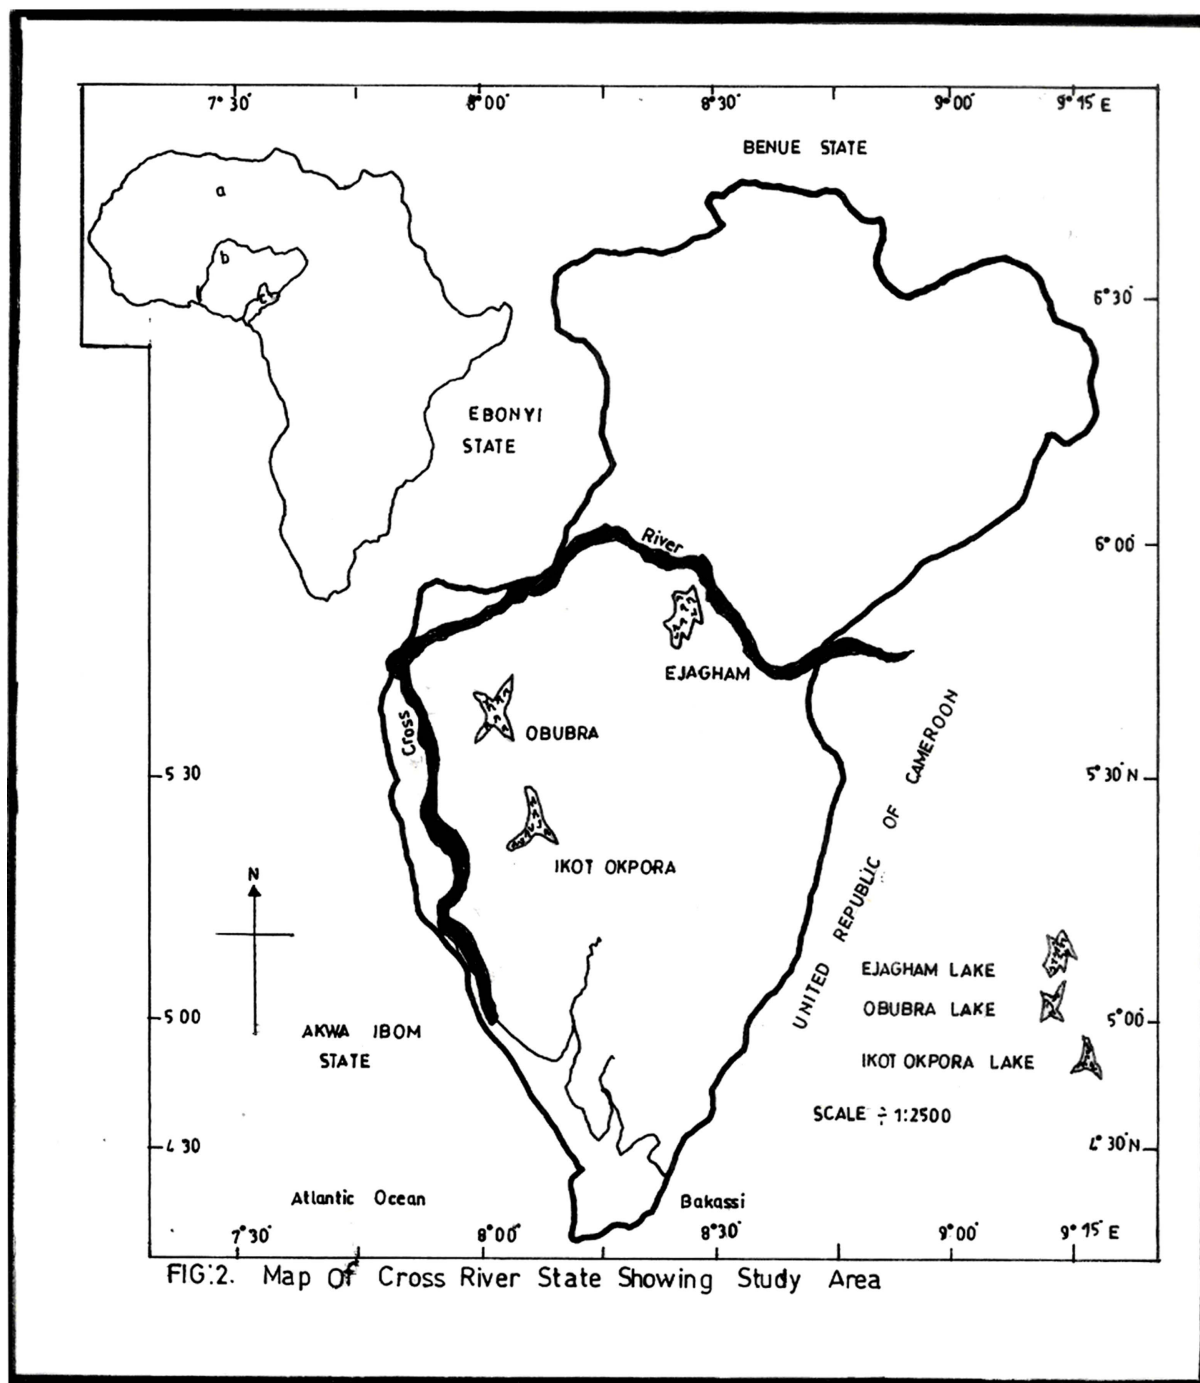 7°30' 8°00' 8°30' 9°00' 9°15' E
BENUE STATE
a
b
c
6°30'
EBONYI
STATE
River
6°00'
EJAGHAM
Cross
OBUBRA
5 30
5°30' N
IKOT OKPORA
UNITED REPUBLIC OF CAMEROON
N
EJAGHAM LAKE
OBUBRA LAKE
5 00
5°00'
AKWA IBOM
STATE
IKOT OKPORA LAKE
SCALE ÷ 1:2500
4 30
4°30' N
Atlantic Ocean
Bakassi
7°30' 8°00' 8°30' 9°00' 9°15' E
FIG:2. Map Of Cross River State Showing Study Area